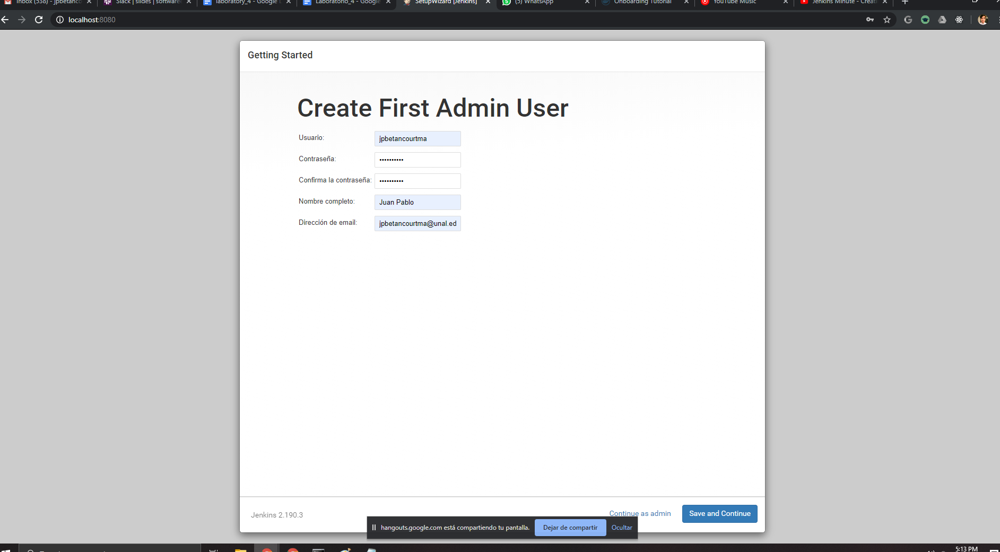 Inbox (538) - jpbetanco
Slack | slides | software
laboratory_4 - Google D
Laboratorio_4 - Google
SetupWizard [Jenkins]
(5) WhatsApp
Onboarding Tutorial
YouTube Music
Jenkins Minute - Creati
localhost:8080
Getting Started
Create First Admin User
Usuario:
jpbetancourtma
Contraseña:
••••••••••
Confirma la contraseña:
••••••••••
Nombre completo:
Juan Pablo
Dirección de email:
jpbetancourtma@unal.ed
Jenkins 2.190.3
Continue as admin
Save and Continue
hangouts.google.com está compartiendo tu pantalla.
Dejar de compartir
Ocultar
5:13 PM